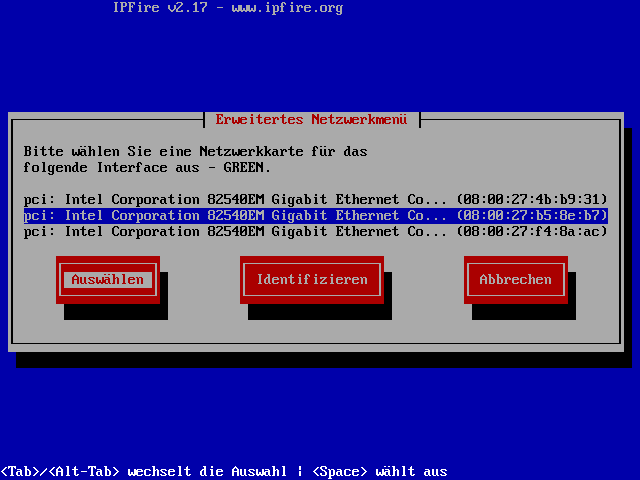 IPFire v2.17 - www.ipfire.org
Erweitertes Netzwerkmenü
Bitte wählen Sie eine Netzwerkkarte für das
folgende Interface aus - GREEN.
pci: Intel Corporation 82540EM Gigabit Ethernet Co... (08:00:27:4b:b9:31)
pci: Intel Corporation 82540EM Gigabit Ethernet Co... (08:00:27:b5:8e:b7)
pci: Intel Corporation 82540EM Gigabit Ethernet Co... (08:00:27:f4:8a:ac)
Auswählen Identifizieren Abbrechen
<Tab>/<Alt-Tab> wechselt die Auswahl | <Space> wählt aus